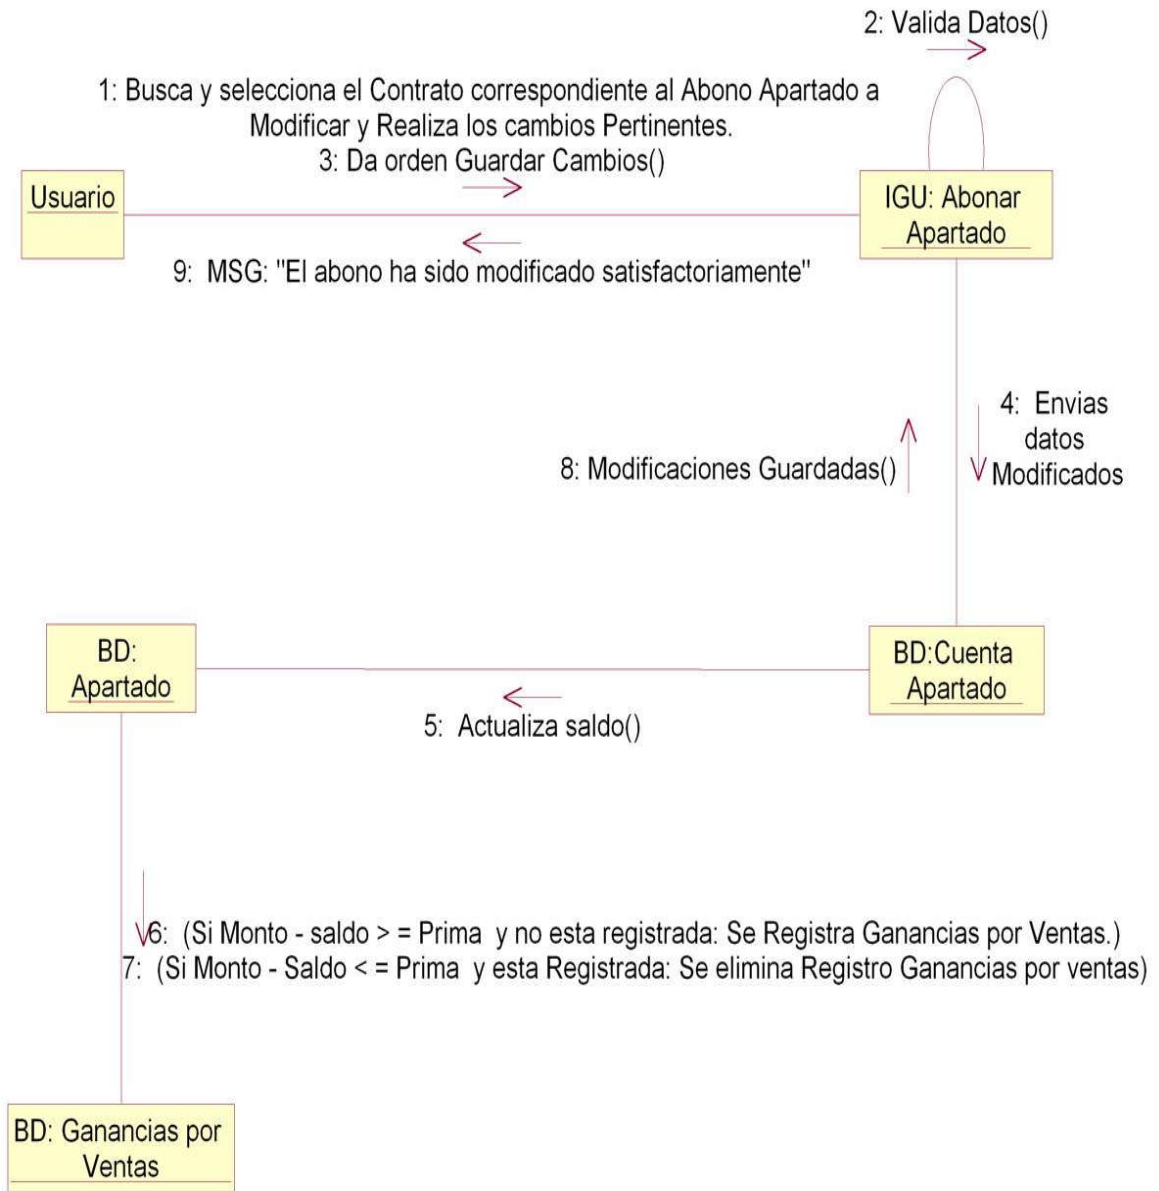 2: Valida Datos()
1: Busca y selecciona el Contrato correspondiente al Abono Apartado a
Modificar y Realiza los cambios Pertinentes.
3: Da orden Guardar Cambios()
Usuario
IGU: Abonar
Apartado
9: MSG: "El abono ha sido modificado satisfactoriamente"
4: Envias
datos
Modificados
8: Modificaciones Guardadas()
BD:
Apartado
BD:Cuenta
Apartado
5: Actualiza saldo()
6: (Si Monto - saldo > = Prima y no esta registrada: Se Registra Ganancias por Ventas.)
7: (Si Monto - Saldo < = Prima y esta Registrada: Se elimina Registro Ganancias por ventas)
BD: Ganancias por
Ventas